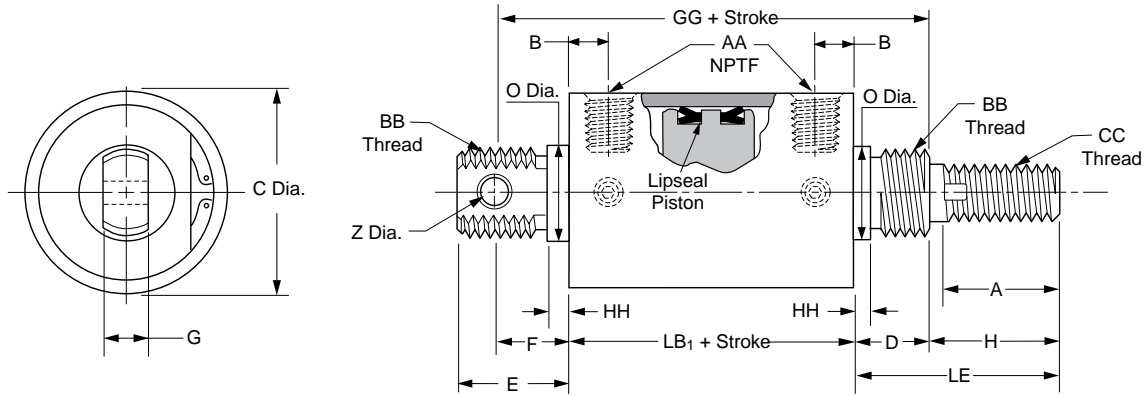 GG + Stroke
B
AA
NPTF
B
O Dia.
O Dia.
BB
Thread
BB
Thread
CC
Thread
C Dia.
Lipseal
Piston
Z Dia.
A
G
F
HH
HH
LB1 + Stroke
D
H
E
LE